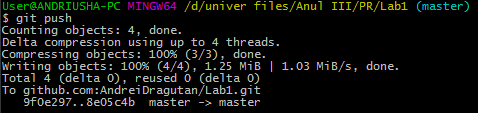 User@ANDRIUSHA-PC MINGW64 /d/univer files/Anul III/PR/Lab1 (master)
$ git push
Counting objects: 4, done.
Delta compression using up to 4 threads.
Compressing objects: 100% (3/3), done.
Writing objects: 100% (4/4), 1.25 MiB | 1.03 MiB/s, done.
Total 4 (delta 0), reused 0 (delta 0)
To github.com:AndreiDragutan/Lab1.git
   9f0e297..8e05c4b  master -> master